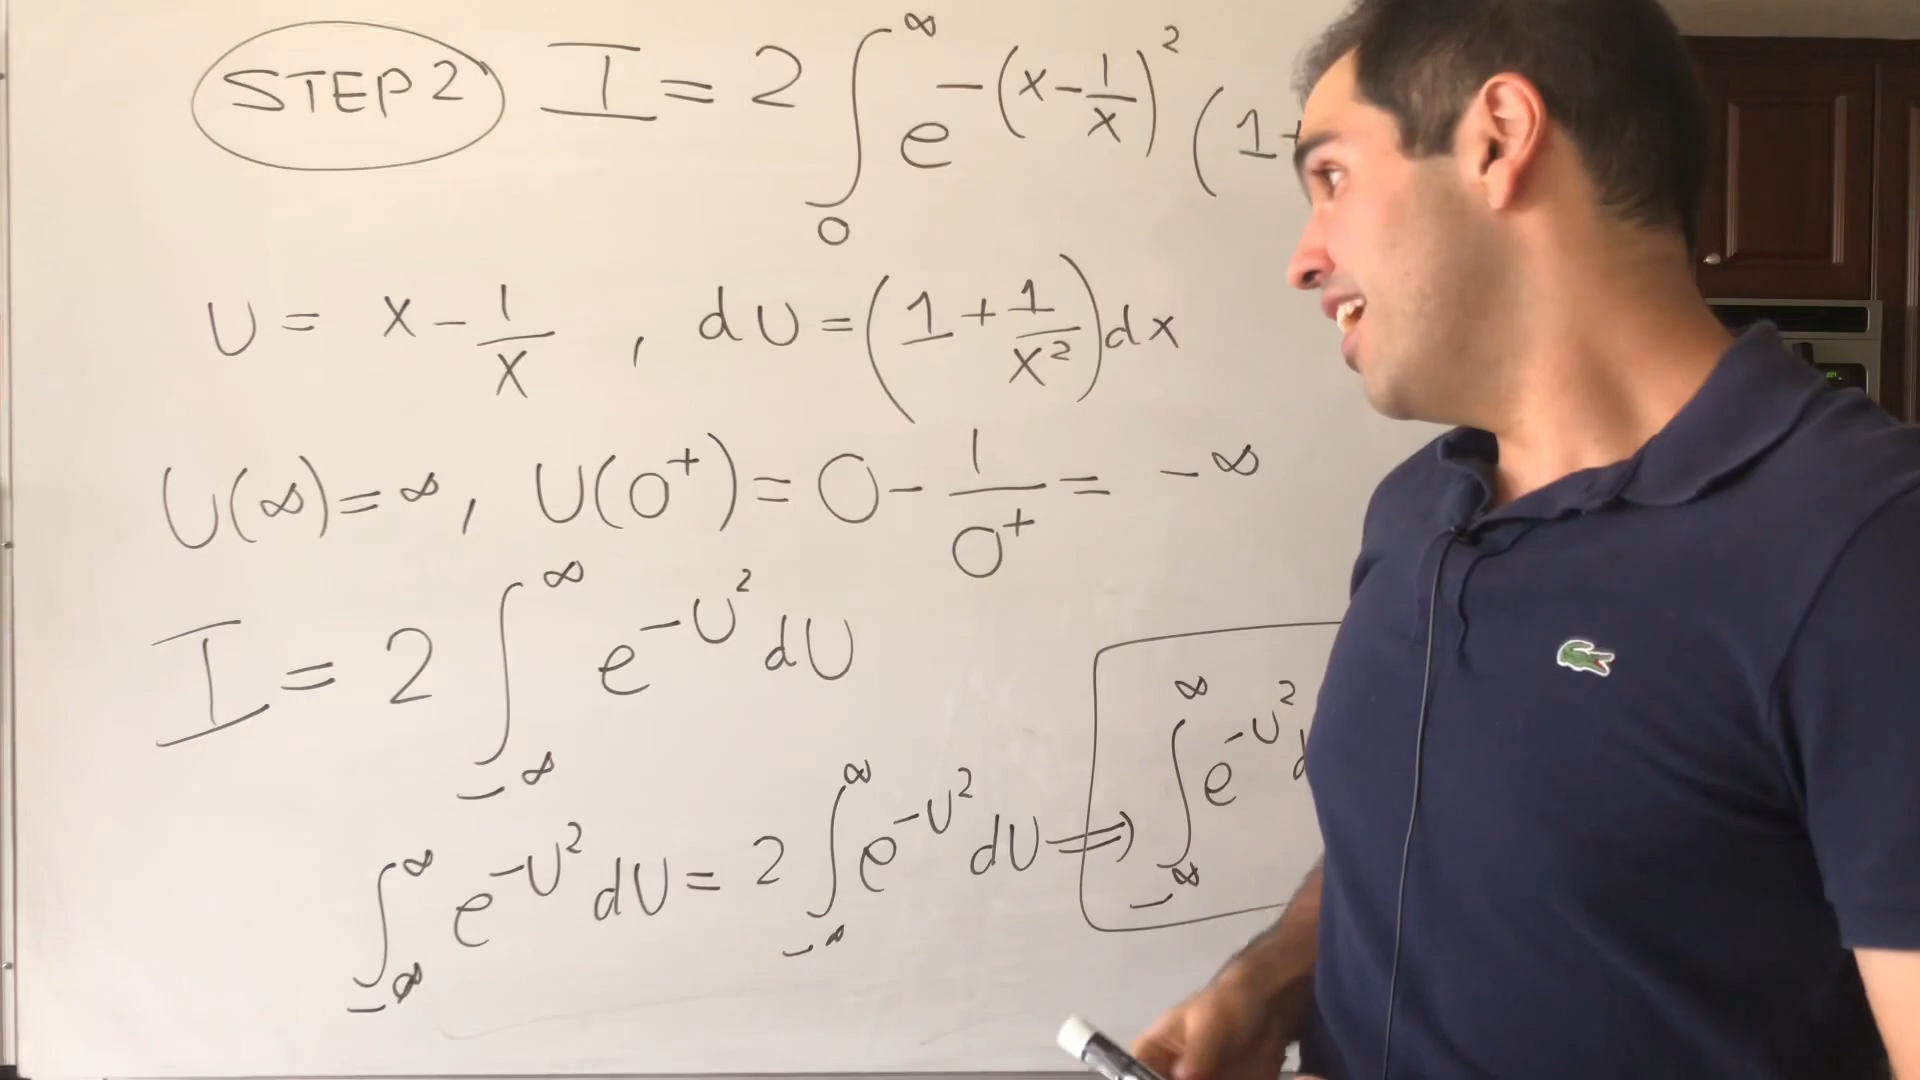 STEP 2 I = 2 ∫₀^∞ e^{-(x - 1/x)^2} (1 +
U = x - 1/x , dU = (1 + 1/x²) dx
U(∞) = ∞, U(0⁺) = 0 - 1/0⁺ = -∞
I = 2 ∫_{-∞}^{∞} e^{-U²} dU
∫_{-∞}^{∞} e^{-U²} dU = 2 ∫_{-∞}^{∞} e^{-U²} dU ⇒ ∫_{-∞}^{∞} e^{-U²} d